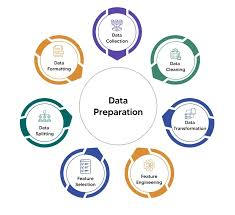 Data
Collection
Data
Cleaning
Data
Transformation
Feature
Engineering
Feature
Selection
Data
Splitting
Data
Formatting
Data
Preparation